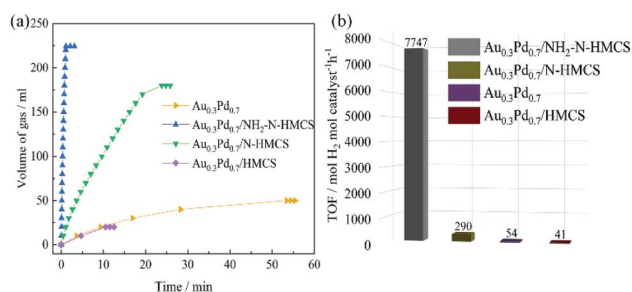 (a)
250
200
150
100
50
0
Volume of gas / ml
0 10 20 30 40 50 60
Time / min
Au0.3Pd0.7
Au0.3Pd0.7/NH2-N-HMCS
Au0.3Pd0.7/N-HMCS
Au0.3Pd0.7/HMCS
(b)
8000
7000
6000
5000
4000
3000
2000
1000
0
TOF / mol H2 mol catalyst-1h-1
7747
290
54
41
Au0.3Pd0.7/NH2-N-HMCS
Au0.3Pd0.7/N-HMCS
Au0.3Pd0.7
Au0.3Pd0.7/HMCS